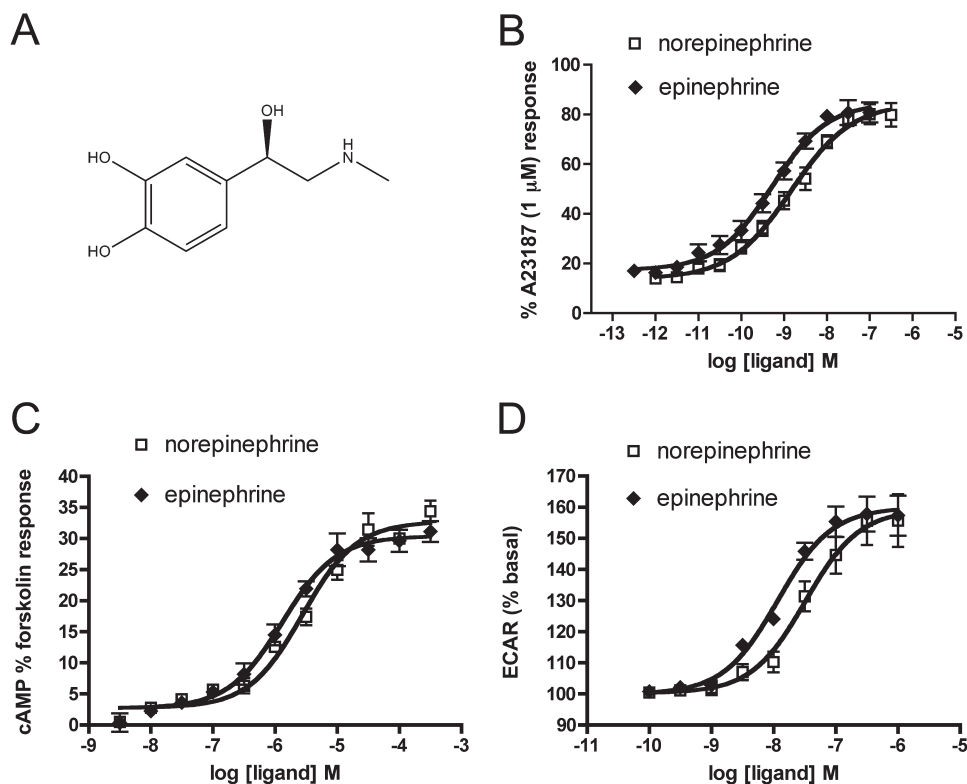 A
HO
HO
OH
H
N
B
norepinephrine
epinephrine
% A23187 (1 µM) response
100
80
60
40
20
0
-13 -12 -11 -10 -9 -8 -7 -6 -5
log [ligand] M
C
norepinephrine
epinephrine
cAMP % forskolin response
40
35
30
25
20
15
10
5
0
-9 -8 -7 -6 -5 -4 -3
log [ligand] M
D
norepinephrine
epinephrine
ECAR (% basal)
170
160
150
140
130
120
110
100
90
-11 -10 -9 -8 -7 -6 -5
log [ligand] M